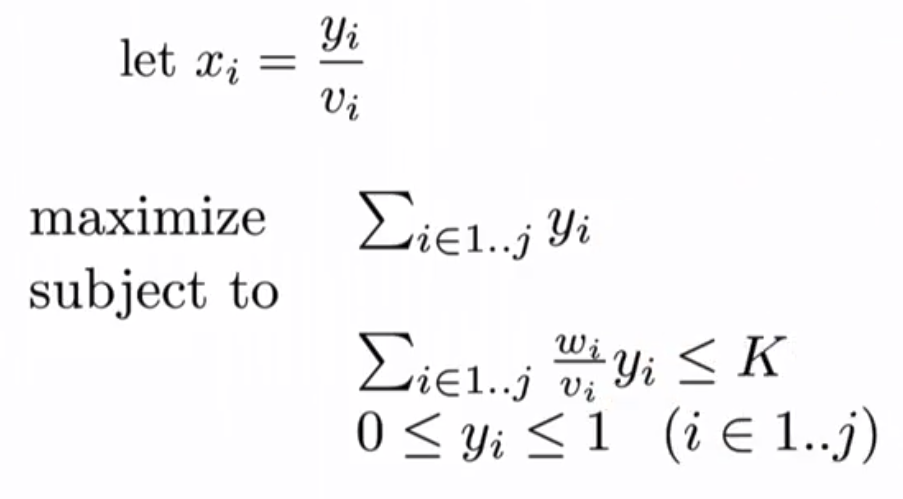 let x_i = y_i / v_i
maximize ∑_{i∈1..j} y_i
subject to
∑_{i∈1..j} w_i / v_i y_i ≤ K
0 ≤ y_i ≤ 1 (i ∈ 1..j)